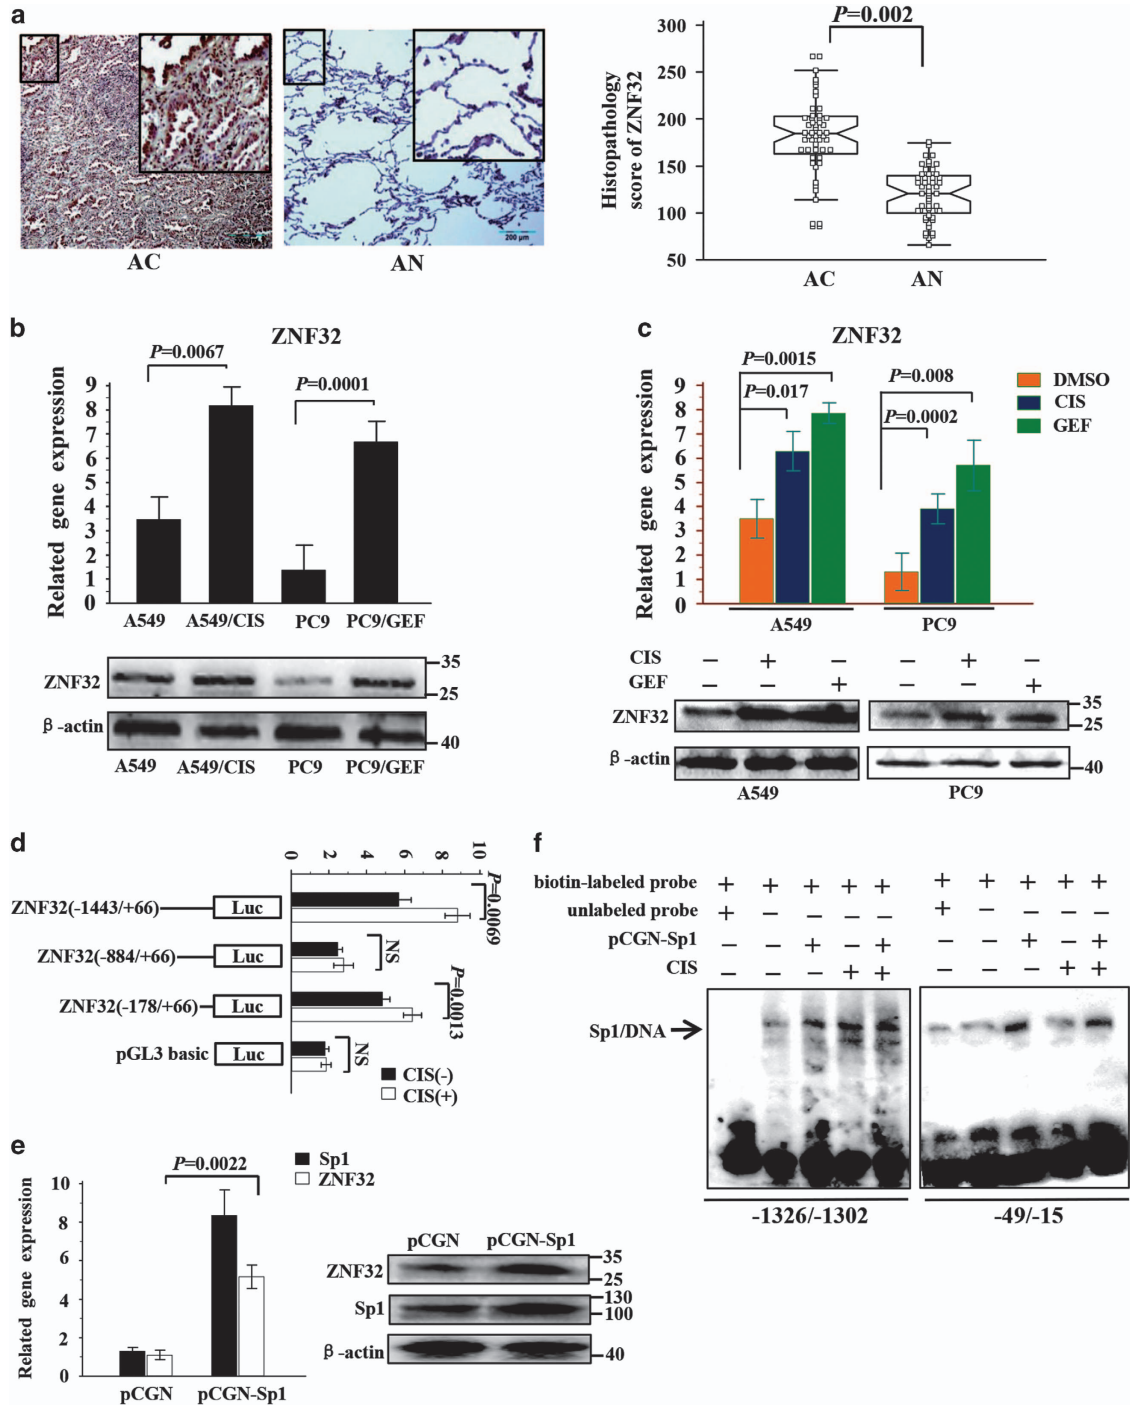 a
200 µm
AC
AN
P=0.002
Histopathology
score of ZNF32
300
250
200
150
100
50
AC
AN
b
ZNF32
P=0.0067
P=0.0001
Related gene expression
9
8
7
6
5
4
3
2
1
0
A549
A549/CIS
PC9
PC9/GEF
ZNF32
35
25
β-actin
40
A549
A549/CIS
PC9
PC9/GEF
c
ZNF32
P=0.0015
P=0.017
P=0.008
P=0.0002
DMSO
CIS
GEF
Related gene expression
9
8
7
6
5
4
3
2
1
0
A549
PC9
CIS − + − − + −
GEF − − + − − +
ZNF32
35
25
β-actin
40
A549
PC9
d
0 2 4 6 8 10
ZNF32(-1443/+66) Luc
P=0.0069
ZNF32(-884/+66) Luc
NS
ZNF32(-178/+66) Luc
P=0.0013
pGL3 basic Luc
NS
CIS(-)
CIS(+)
e
P=0.0022
Sp1
ZNF32
Related gene expression
10
8
6
4
2
0
pCGN
pCGN-Sp1
pCGN pCGN-Sp1
ZNF32
35
25
Sp1
130
100
β-actin
40
f
biotin-labeled probe + + + + + + + + + +
unlabeled probe + − − − − + − − − −
pCGN-Sp1 − − + − + − − + − +
CIS − − − + + − − − + +
Sp1/DNA
-1326/-1302
-49/-15